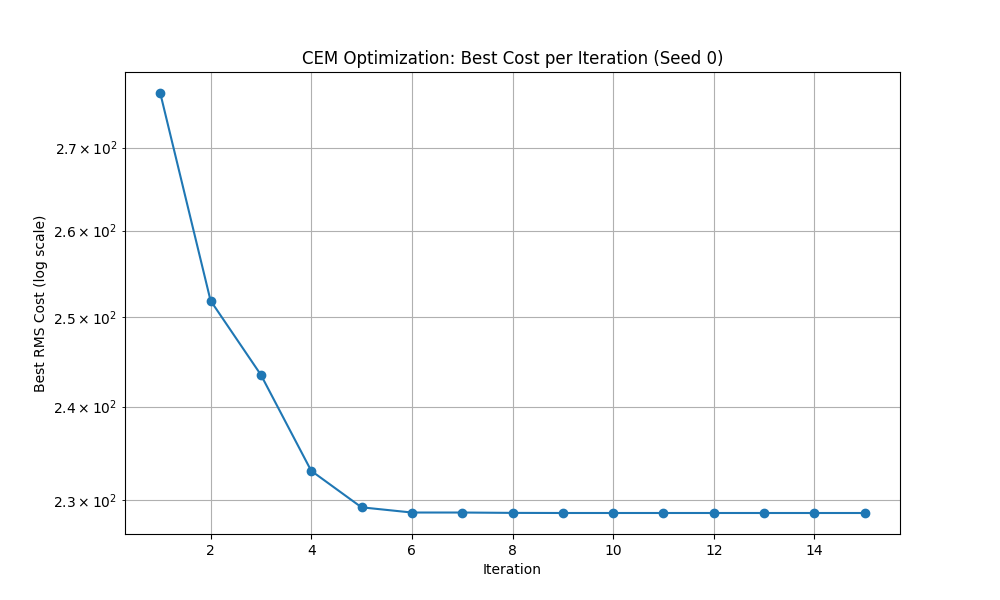 CEM Optimization: Best Cost per Iteration (Seed 0)
Best RMS Cost (log scale)
2.7 × 10²
2.6 × 10²
2.5 × 10²
2.4 × 10²
2.3 × 10²
2 4 6 8 10 12 14
Iteration